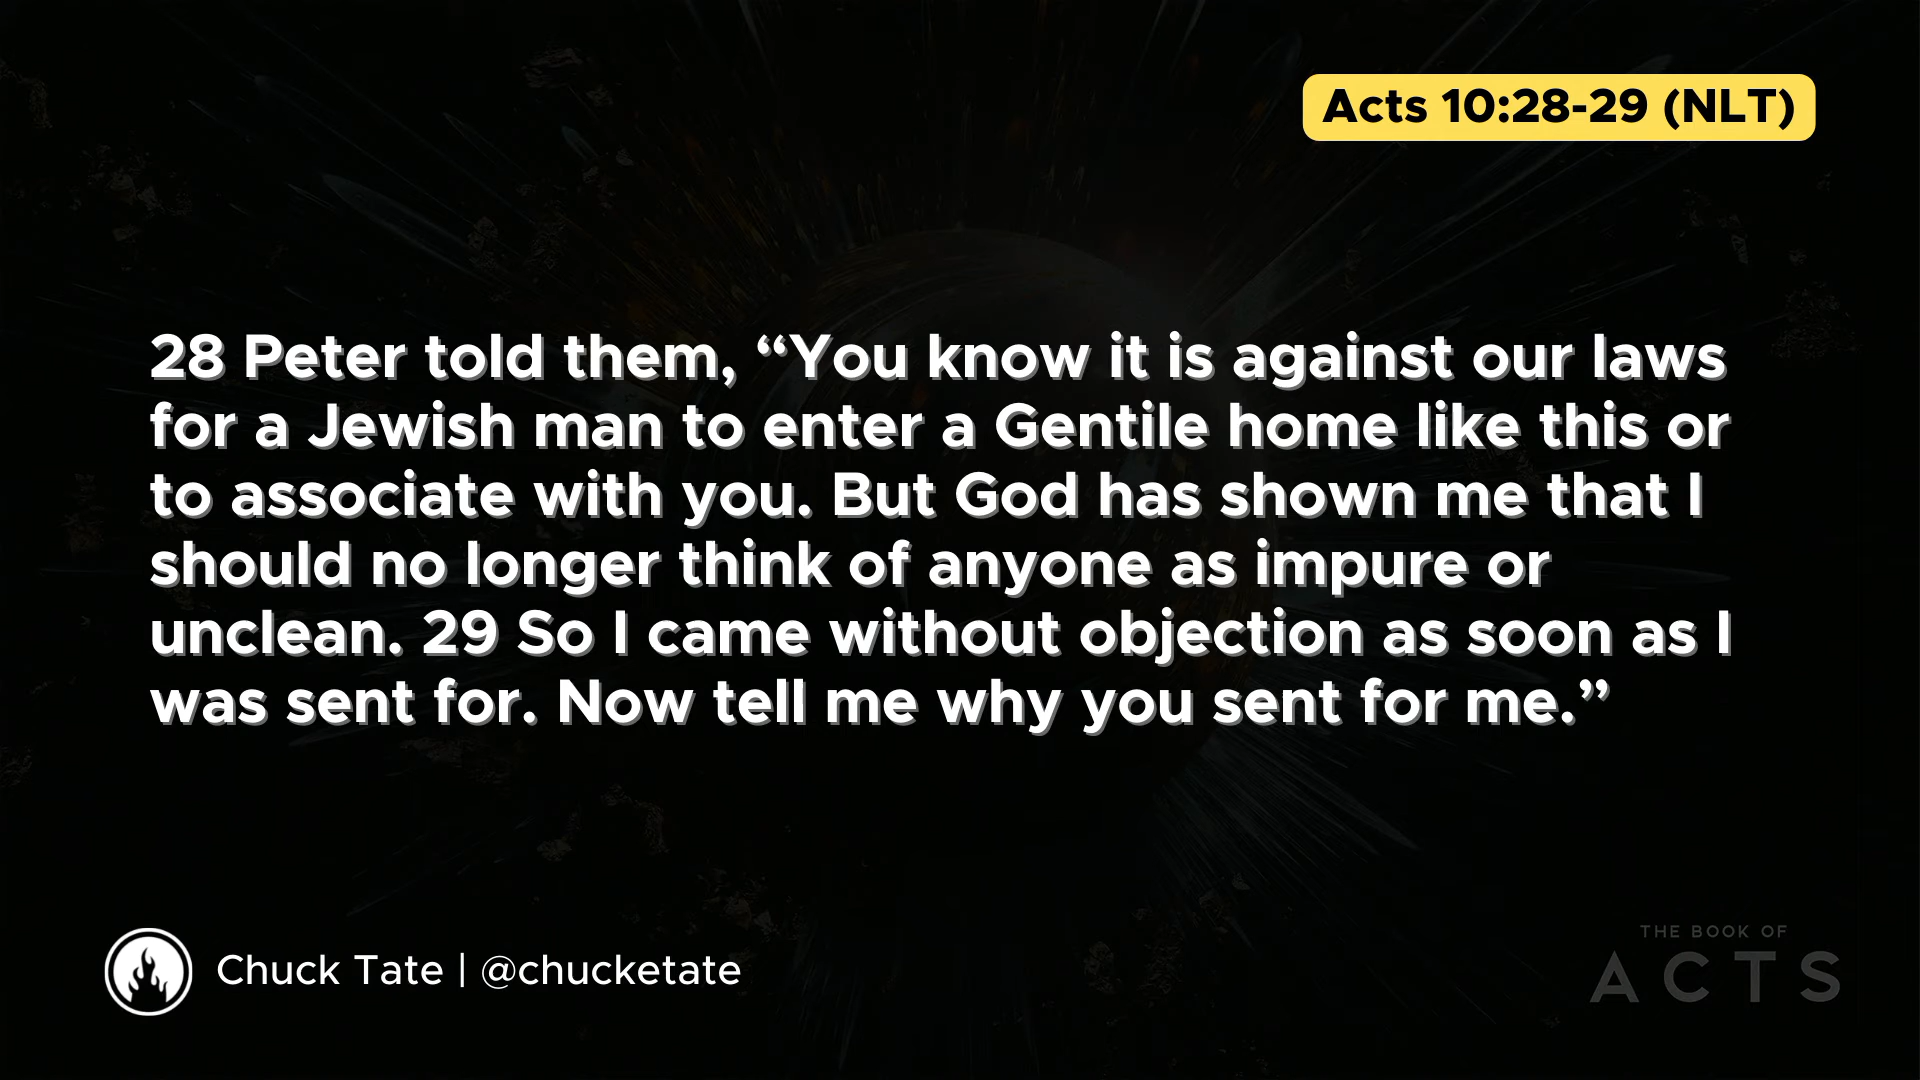 Acts 10:28-29 (NLT)
28 Peter told them, “You know it is against our laws
for a Jewish man to enter a Gentile home like this or
to associate with you. But God has shown me that I
should no longer think of anyone as impure or
unclean. 29 So I came without objection as soon as I
was sent for. Now tell me why you sent for me.”
Chuck Tate | @chucketate
THE BOOK OF
ACTS